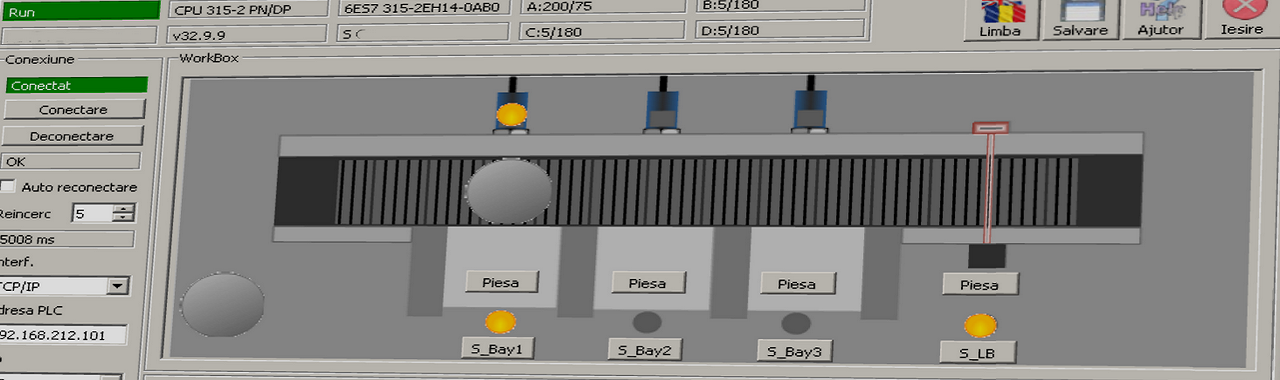 Run
CPU 315-2 PN/DP
6ES7 315-2EH14-0AB0
A:200/75
B:5/180
v32.9.9
C:5/180
D:5/180
Limba
Salvare
Help
Ajutor
Iesire
Conexiune
WorkBox
Conectat
Conectare
Deconectare
OK
Auto reconectare
Reincerc
5
5008 ms
nterf.
TCP/IP
dresa PLC
92.168.212.101
Piesa
Piesa
Piesa
Piesa
S_Bay1
S_Bay2
S_Bay3
S_LB